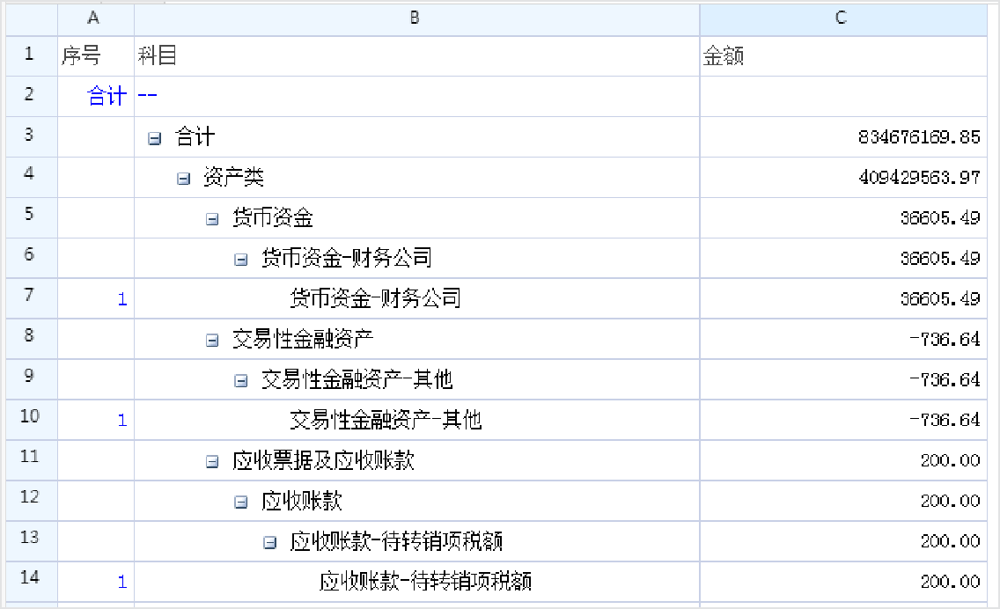 A B C
1 序号 科目 金额
2 合计 --
3 合计 834676169.85
4 资产类 409429563.97
5 货币资金 36605.49
6 货币资金-财务公司 36605.49
7 1 货币资金-财务公司 36605.49
8 交易性金融资产 -736.64
9 交易性金融资产-其他 -736.64
10 1 交易性金融资产-其他 -736.64
11 应收票据及应收账款 200.00
12 应收账款 200.00
13 应收账款-待转销项税额 200.00
14 1 应收账款-待转销项税额 200.00